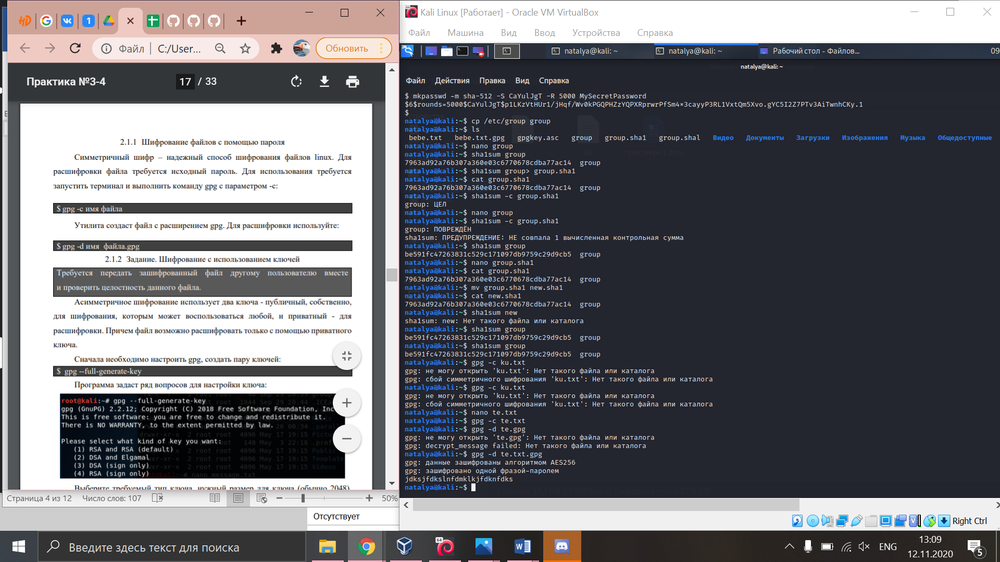 Файл
C:/User...
Обновить
Практика №3-4
17 / 33
2.1.1 Шифрование файлов с помощью пароля
Симметричный шифр – надежный способ шифрования файлов linux. Для
расшифровки файла требуется исходный пароль. Для использования требуется
запустить терминал и выполнить команду gpg с параметром -c:
$ gpg -c имя файла
Утилита создаст файл с расширением gpg. Для расшифровки используйте:
$ gpg -d имя_файла.gpg
2.1.2 Задание. Шифрование с использованием ключей
Требуется передать зашифрованный файл другому пользователю вместе
и проверить целостность данного файла.
Асимметричное шифрование использует два ключа - публичный, собственно,
для шифрования, которым может воспользоваться любой, и приватный - для
расшифровки. Причем файл возможно расшифровать только с помощью приватного
ключа.
Сначала необходимо настроить gpg, создать пару ключей:
$ gpg --full-generate-key
Программа задаст ряд вопросов для настройки ключа:
root@kali:~# gpg --full-generate-key
gpg (GnuPG) 2.2.12; Copyright (C) 2018 Free Software Foundation, Inc
This is free software: you are free to change and redistribute it.
There is NO WARRANTY, to the extent permitted by law.
Please select what kind of key you want:
(1) RSA and RSA (default)
(2) DSA and Elgamal
(3) DSA (sign only)
(4) RSA (sign only)
Выберите требуемый тип ключа, нужный размер для ключа (обычно 2048),
Страница 4 из 12 Число слов: 107
50%
Отсутствует
Kali Linux [Работает] - Oracle VM VirtualBox
Файл Машина Вид Ввод Устройства Справка
natalya@kali: ~
natalya@kali: ~
Рабочий стол - Файлов...
09
natalya@kali: ~
Файл Действия Правка Вид Справка
$ mkpasswd -m sha-512 -S CaYulJgT -R 5000 MySecretPassword
$6$rounds=5000$CaYulJgT$p1LKzVtHUr1/jHqf/Wv0kPGQPHZzYQPXRprwrPfSm4×3cayyP3RL1VxtQm5Xvo.gYC5I2Z7PTv3AiTwnhCKy.1
$
natalya@kali:~$ cp /etc/group group
natalya@kali:~$ ls
bebe.txt bebe.txt.gpg gpgkey.asc group group.sha1 group.shal Видео Документы Загрузки Изображения Музыка Общедоступные
natalya@kali:~$ nano group
natalya@kali:~$ sha1sum group
7963ad92a76b307a360e03c6770678cdba77ac14 group
natalya@kali:~$ sha1sum group> group.sha1
natalya@kali:~$ cat group.sha1
7963ad92a76b307a360e03c6770678cdba77ac14 group
natalya@kali:~$ sha1sum -c group.sha1
group: ЦЕЛ
natalya@kali:~$ nano group
natalya@kali:~$ sha1sum -c group.sha1
group: ПОВРЕЖДЁН
sha1sum: ПРЕДУПРЕЖДЕНИЕ: НЕ совпала 1 вычисленная контрольная сумма
natalya@kali:~$ sha1sum group
be591fc47263831c529c171097db9759c29d9cb5 group
natalya@kali:~$ nano group.sha1
natalya@kali:~$ cat group.sha1
7963ad92a76b307a360e03c6770678cdba77ac14 group
natalya@kali:~$ mv group.sha1 new.sha1
natalya@kali:~$ cat new.sha1
7963ad92a76b307a360e03c6770678cdba77ac14 group
natalya@kali:~$ sha1sum new
sha1sum: new: Нет такого файла или каталога
natalya@kali:~$ sha1sum group
be591fc47263831c529c171097db9759c29d9cb5 group
natalya@kali:~$ sha1sum group
be591fc47263831c529c171097db9759c29d9cb5 group
natalya@kali:~$ gpg -c ku.txt
gpg: не могу открыть 'ku.txt': Нет такого файла или каталога
gpg: сбой симметричного шифрования 'ku.txt': Нет такого файла или каталога
natalya@kali:~$ gpg -c ku.txt
gpg: не могу открыть 'ku.txt': Нет такого файла или каталога
gpg: сбой симметричного шифрования 'ku.txt': Нет такого файла или каталога
natalya@kali:~$ nano te.txt
natalya@kali:~$ gpg -c te.txt
natalya@kali:~$ gpg -d te.gpg
gpg: не могу открыть 'te.gpg': Нет такого файла или каталога
gpg: decrypt_message failed: Нет такого файла или каталога
natalya@kali:~$ gpg -d te.txt.gpg
gpg: данные зашифрованы алгоритмом AES256
gpg: зашифровано одной фразой-паролем
jdksjfdkslnfdmklkjfdknfdks
natalya@kali:~$
Right Ctrl
Введите здесь текст для поиска
ENG
13:09
12.11.2020
5